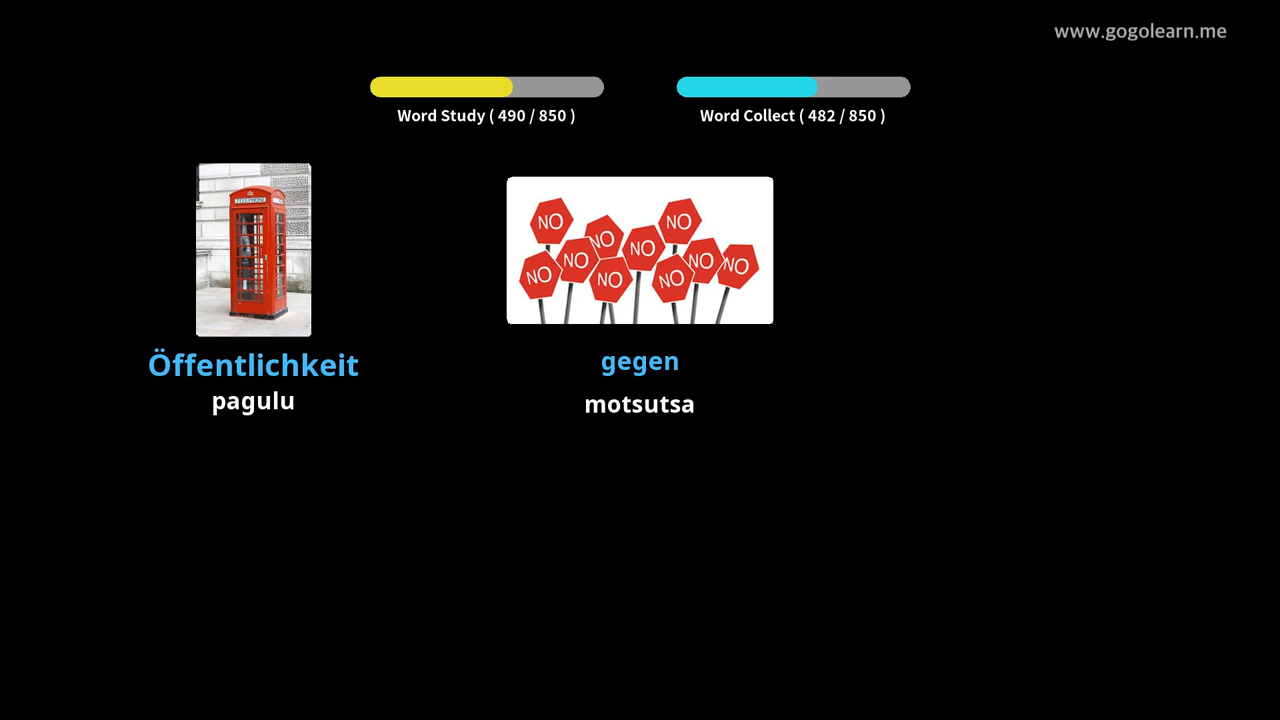 www.gogolearn.me
Word Study ( 490 / 850 )
Word Collect ( 482 / 850 )
TELEPHONE
NO
NO
NO
NO
NO
NO
NO
NO
NO
NO
Öffentlichkeit
pagulu
gegen
motsutsa